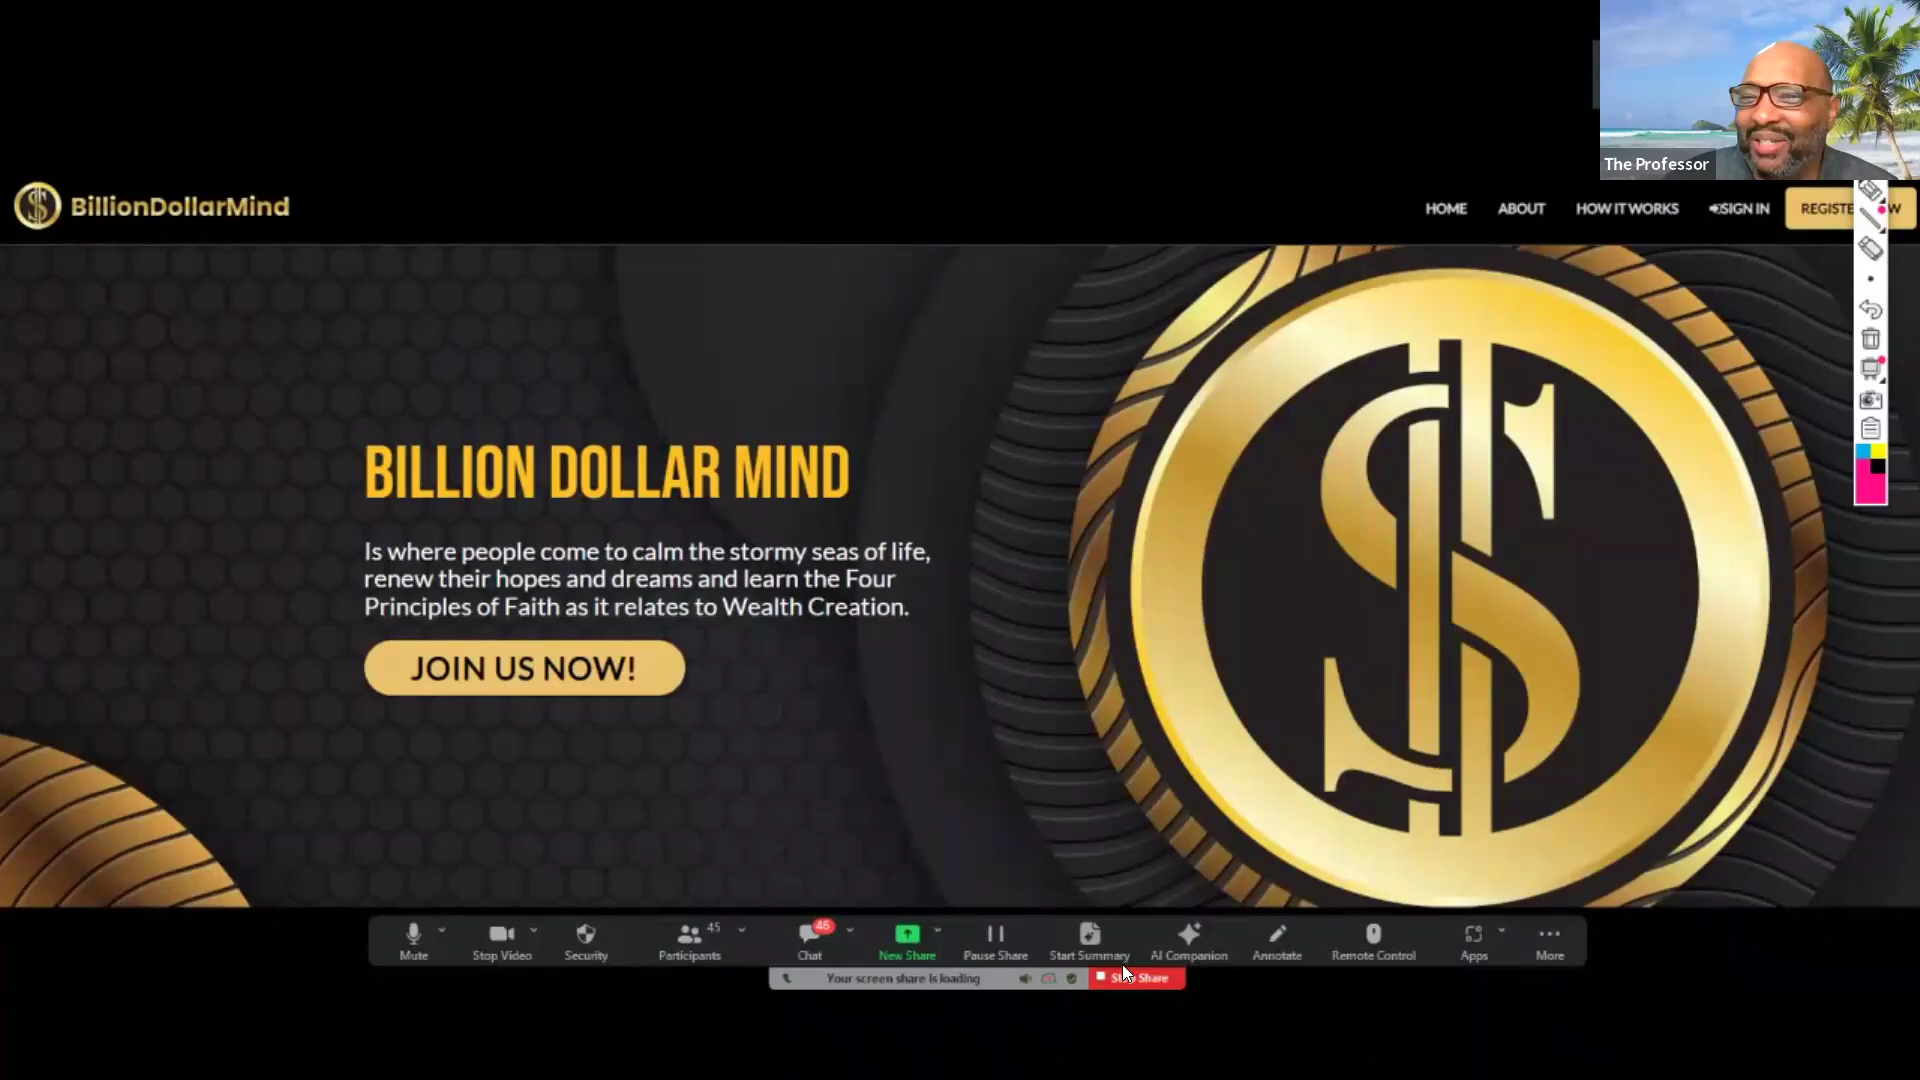 The Professor
BillionDollarMind
HOME
ABOUT
HOW IT WORKS
SIGN IN
BILLION DOLLAR MIND
Is where people come to calm the stormy seas of life,
renew their hopes and dreams and learn the Four
Principles of Faith as it relates to Wealth Creation.
JOIN US NOW!
45
46
Mute
Stop Video
Security
Participants
Chat
New Share
Pause Share
Start Summary
AI Companion
Annotate
Remote Control
Apps
More
Your screen share is loading
Share